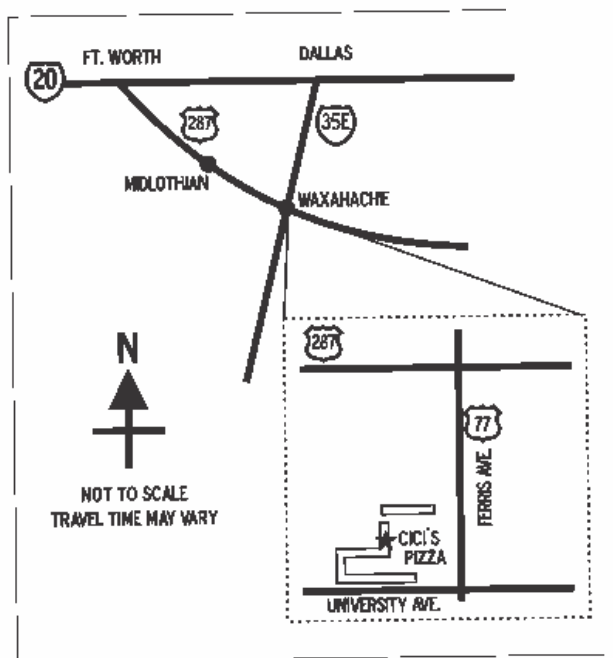 FT. WORTH
DALLAS
20
287
35E
MIDLOTHIAN
WAXAHACHIE
N
NOT TO SCALE
TRAVEL TIME MAY VARY
287
77
FERRIS AVE.
CICI'S
PIZZA
UNIVERSITY AVE.